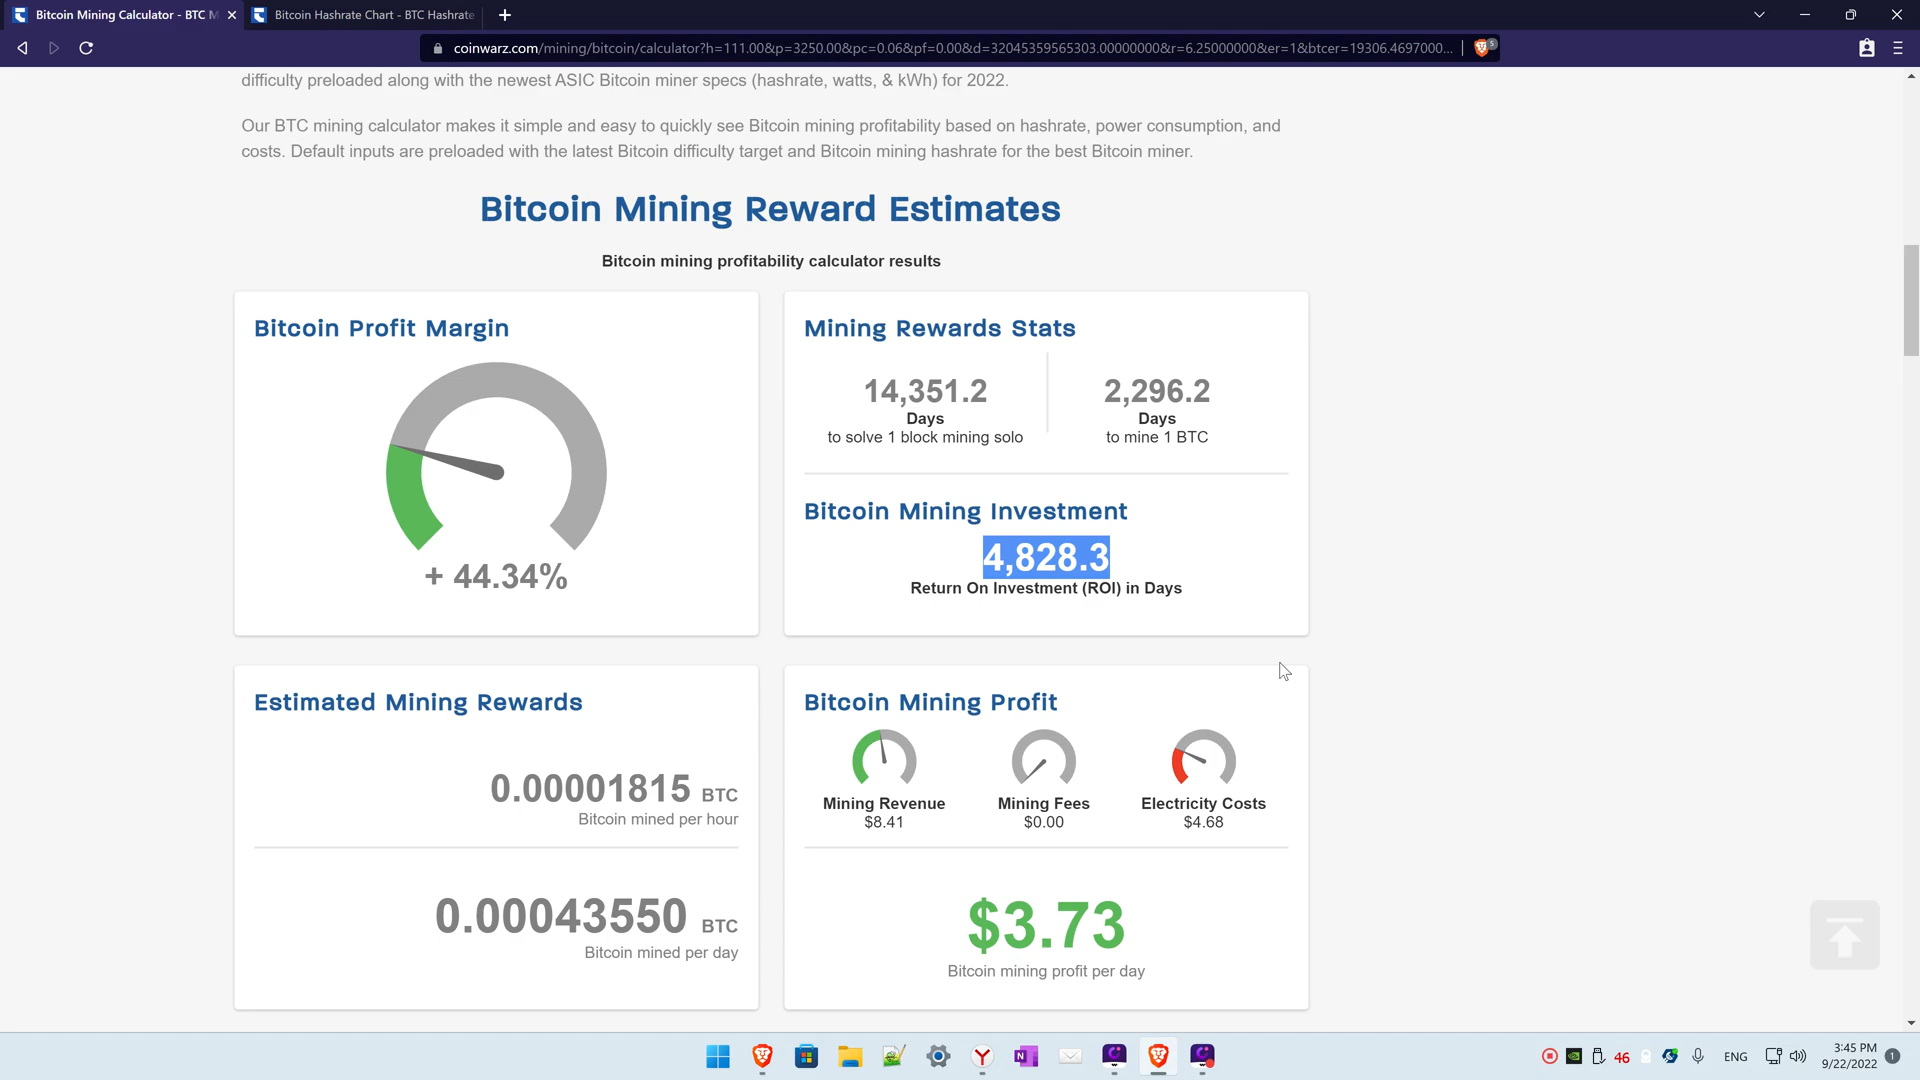 Bitcoin Mining Calculator - BTC M
Bitcoin Hashrate Chart - BTC Hashrate
coinwarz.com/mining/bitcoin/calculator?h=111.00&p=3250.00&pc=0.06&pf=0.00&d=32045359565303.00000000&r=6.25000000&er=1&btcer=19306.4697000...
5
difficulty preloaded along with the newest ASIC Bitcoin miner specs (hashrate, watts, & kWh) for 2022.
Our BTC mining calculator makes it simple and easy to quickly see Bitcoin mining profitability based on hashrate, power consumption, and
costs. Default inputs are preloaded with the latest Bitcoin difficulty target and Bitcoin mining hashrate for the best Bitcoin miner.
Bitcoin Mining Reward Estimates
Bitcoin mining profitability calculator results
Bitcoin Profit Margin
+ 44.34%
Mining Rewards Stats
14,351.2
Days
to solve 1 block mining solo
2,296.2
Days
to mine 1 BTC
Bitcoin Mining Investment
4,828.3
Return On Investment (ROI) in Days
Estimated Mining Rewards
0.00001815 BTC
Bitcoin mined per hour
0.00043550 BTC
Bitcoin mined per day
Bitcoin Mining Profit
Mining Revenue
$8.41
Mining Fees
$0.00
Electricity Costs
$4.68
$3.73
Bitcoin mining profit per day
46
ENG
3:45 PM
9/22/2022
1